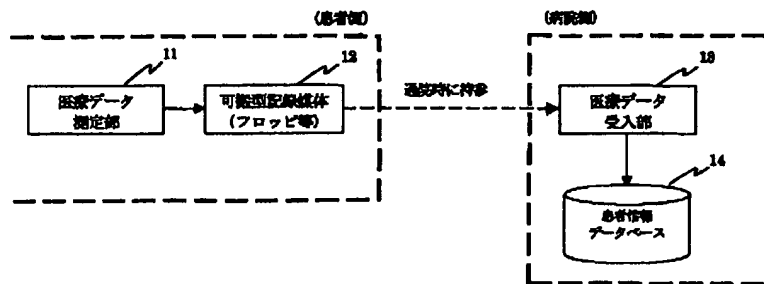 (患者側)
(病院側)
11
12
13
医療データ
測定部
可搬型記録媒体
(フロッピ等)
通院時に持参
医療データ
受入部
14
患者情報
データベース